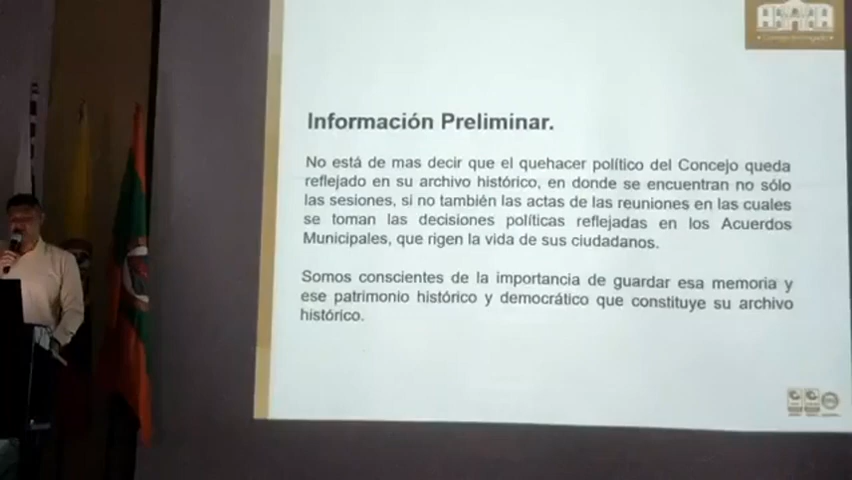 Información Preliminar.
No está de mas decir que el quehacer político del Concejo queda
reflejado en su archivo histórico, en donde se encuentran no sólo
las sesiones, si no también las actas de las reuniones en las cuales
se toman las decisiones políticas reflejadas en los Acuerdos
Municipales, que rigen la vida de sus ciudadanos.
Somos conscientes de la importancia de guardar esa memoria y
ese patrimonio histórico y democrático que constituye su archivo
histórico.